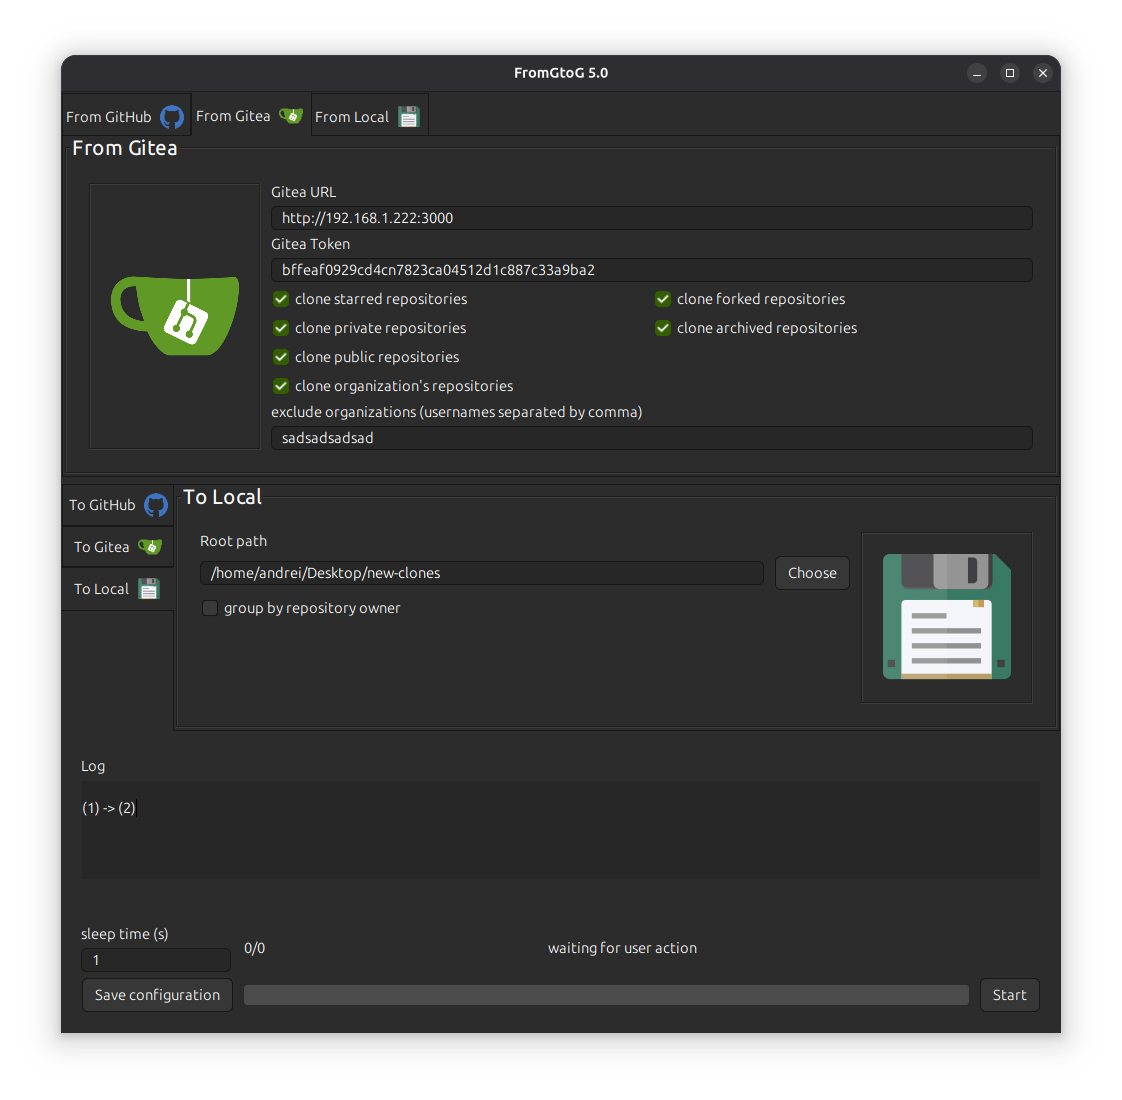 FromGtoG 5.0
From GitHub
From Gitea
From Local
From Gitea
Gitea URL
http://192.168.1.222:3000
Gitea Token
bffeaf0929cd4cn7823ca04512d1c887c33a9ba2
clone starred repositories
clone forked repositories
clone private repositories
clone archived repositories
clone public repositories
clone organization's repositories
exclude organizations (usernames separated by comma)
sadsadsadsad
To GitHub
To Gitea
To Local
To Local
Root path
/home/andrei/Desktop/new-clones
Choose
group by repository owner
Log
(1) -> (2)
sleep time (s)
1
0/0
waiting for user action
Save configuration
Start